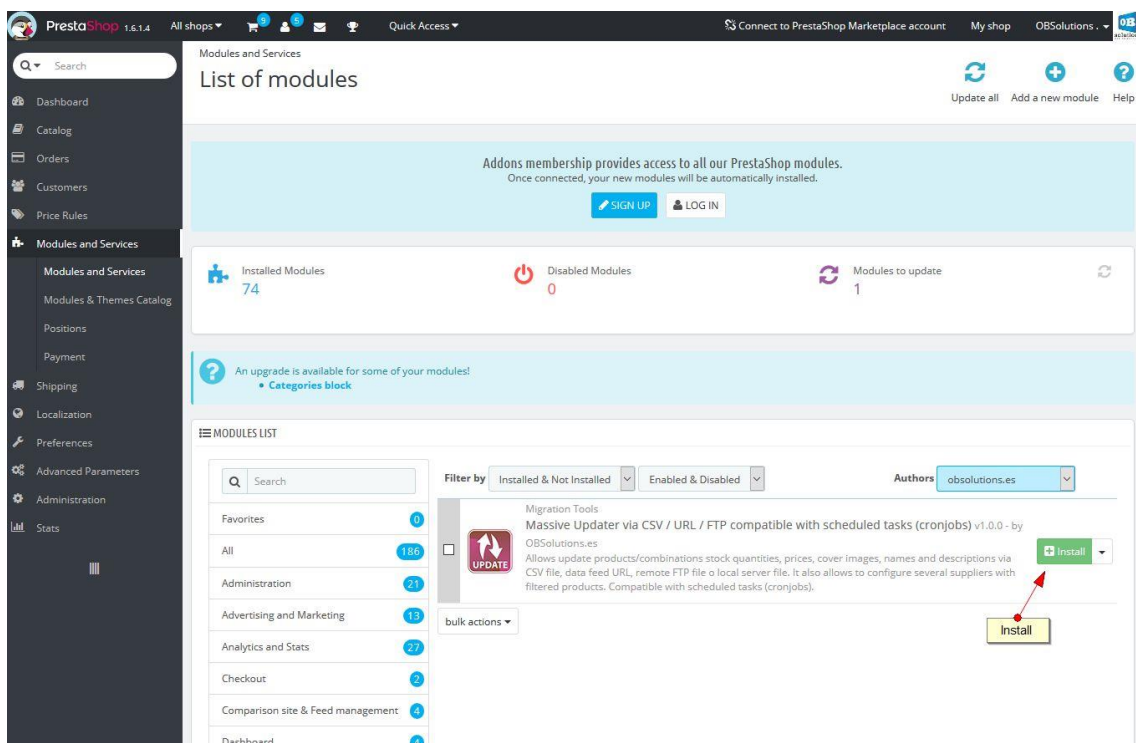 PrestaShop 1.6.1.4
All shops
9
5
Quick Access
Connect to PrestaShop Marketplace account
My shop
OBSolutions .
OB
Search
Dashboard
Catalog
Orders
Customers
Price Rules
Modules and Services
Modules and Services
Modules & Themes Catalog
Positions
Payment
Shipping
Localization
Preferences
Advanced Parameters
Administration
Stats
Modules and Services
List of modules
Update all
Add a new module
Help
Addons membership provides access to all our PrestaShop modules.
Once connected, your new modules will be automatically installed.
SIGN UP
LOG IN
Installed Modules
74
Disabled Modules
0
Modules to update
1
An upgrade is available for some of your modules!
• Categories block
MODULES LIST
Search
Favorites 0
All 186
Administration 21
Advertising and Marketing 13
Analytics and Stats 27
Checkout 2
Comparison site & Feed management 4
Dashboard 4
Filter by Installed & Not Installed Enabled & Disabled Authors obsolutions.es
UPDATE
Migration Tools
Massive Updater via CSV / URL / FTP compatible with scheduled tasks (cronjobs) v1.0.0 - by
OBSolutions.es
Allows update products/combinations stock quantities, prices, cover images, names and descriptions via
CSV file, data feed URL, remote FTP file o local server file. It also allows to configure several suppliers with
filtered products. Compatible with scheduled tasks (cronjobs).
Install
bulk actions
Install